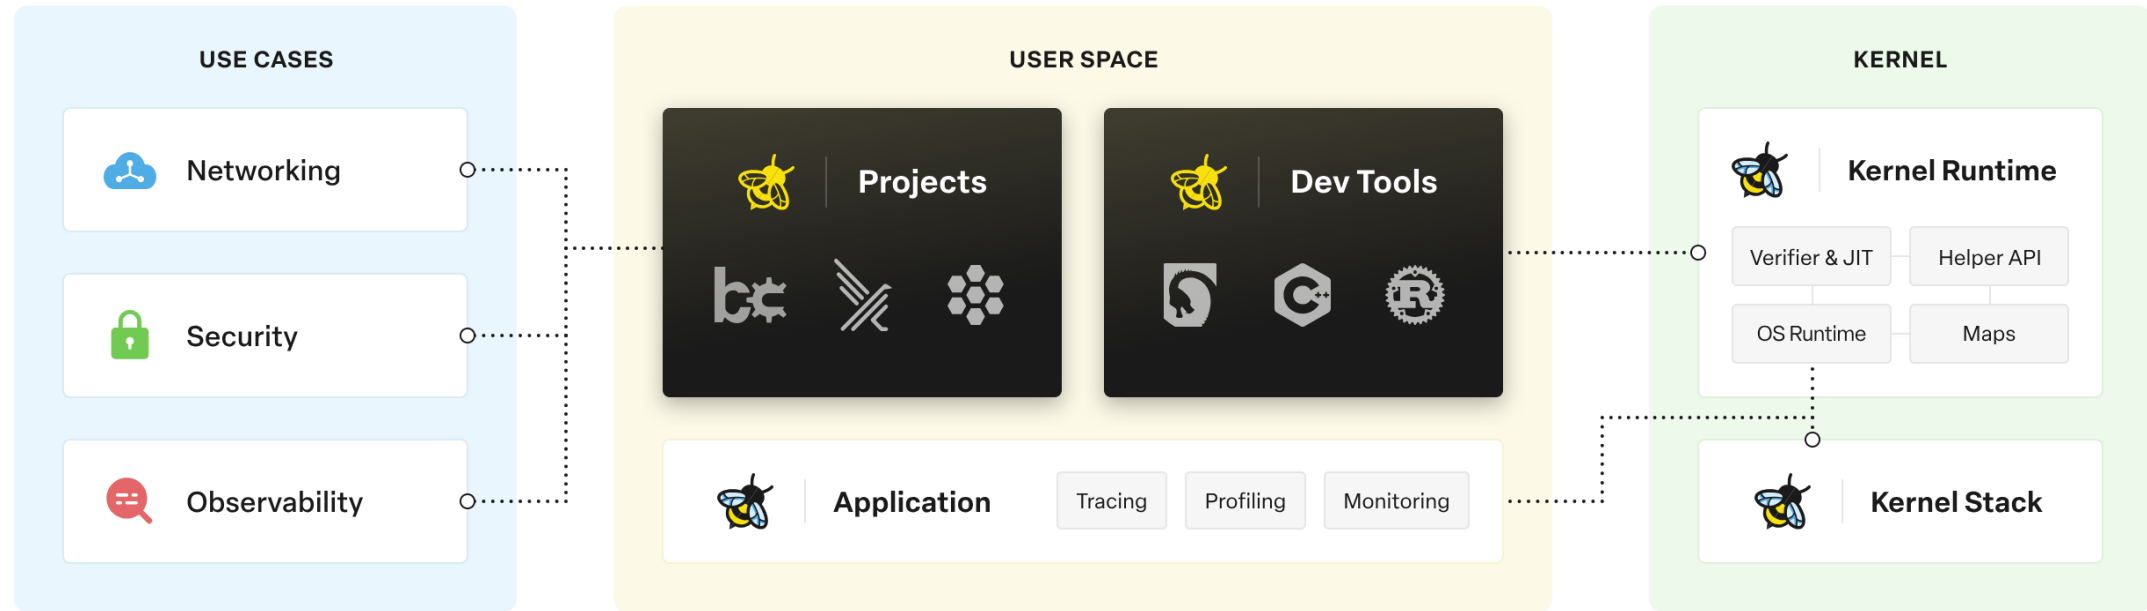 USE CASES
Networking
Security
Observability
USER SPACE
Projects
bc
Dev Tools
C++
R
Application
Tracing
Profiling
Monitoring
KERNEL
Kernel Runtime
Verifier & JIT
Helper API
OS Runtime
Maps
Kernel Stack